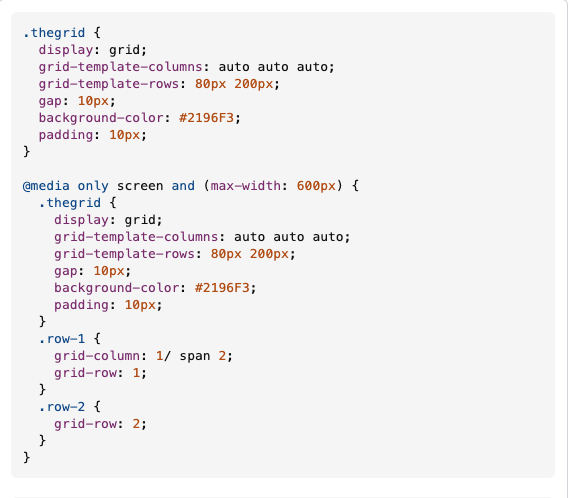 .thegrid {
  display: grid;
  grid-template-columns: auto auto auto;
  grid-template-rows: 80px 200px;
  gap: 10px;
  background-color: #2196F3;
  padding: 10px;
}

@media only screen and (max-width: 600px) {
  .thegrid {
    display: grid;
    grid-template-columns: auto auto auto;
    grid-template-rows: 80px 200px;
    gap: 10px;
    background-color: #2196F3;
    padding: 10px;
  }
  .row-1 {
    grid-column: 1/ span 2;
    grid-row: 1;
  }
  .row-2 {
    grid-row: 2;
  }
}